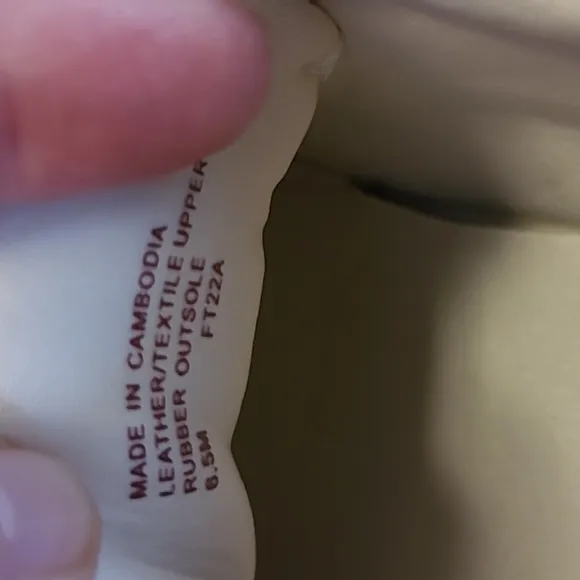 MADE IN CAMBODIA
LEATHER/TEXTILE UPPER
RUBBER OUTSOLE
6.5M FT22A